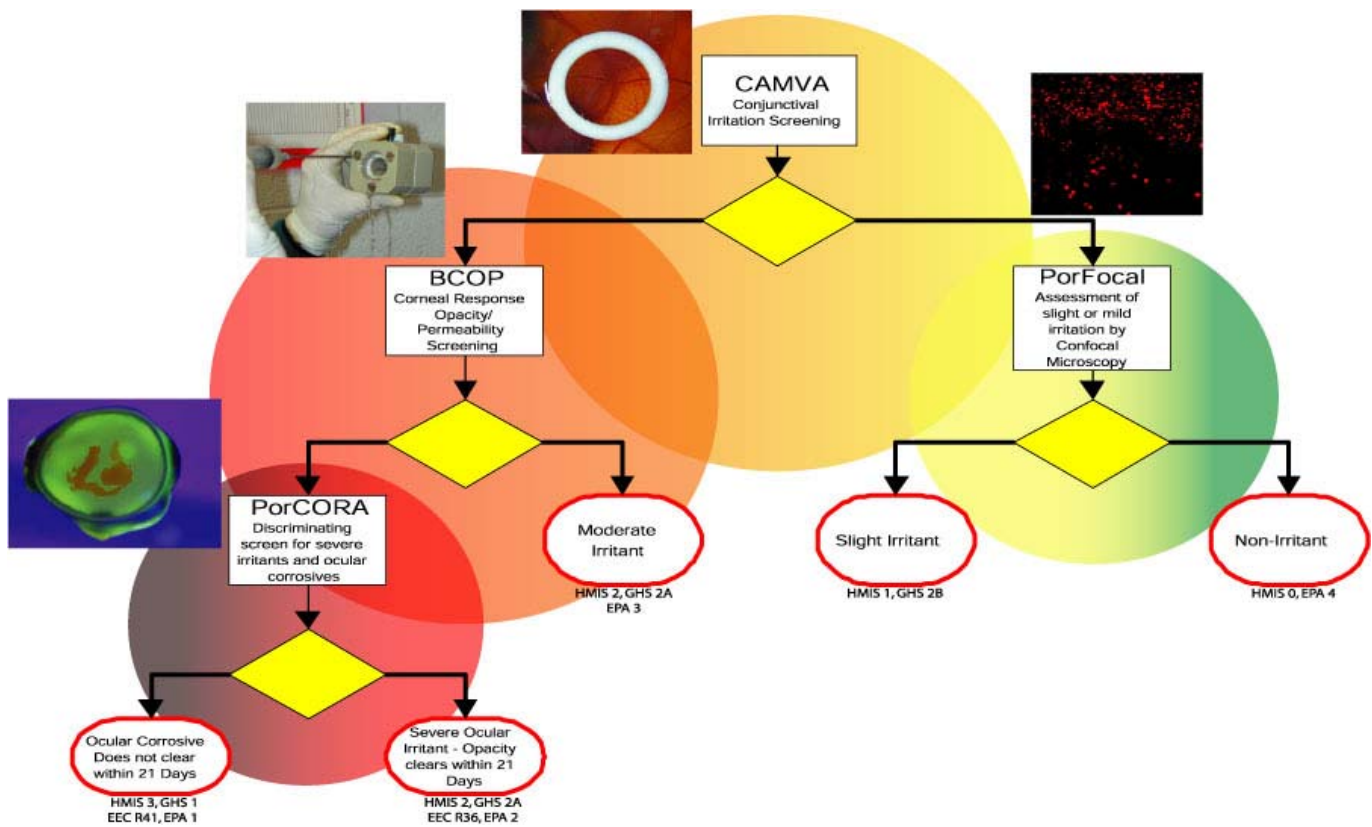 CAMVA
Conjunctival
Irritation Screening
BCOP
Corneal Response
Opacity/
Permeability
Screening
PorFocal
Assessment of
slight or mild
irritation by
Confocal
Microscopy
PorCORA
Discriminating
screen for severe
irritants and ocular
corrosives
Moderate
Irritant
HMIS 2, GHS 2A
EPA 3
Slight Irritant
HMIS 1, GHS 2B
Non-Irritant
HMIS 0, EPA 4
Ocular Corrosive
Does not clear
within 21 Days
HMIS 3, GHS 1
EEC R41, EPA 1
Severe Ocular
Irritant - Opacity
clears within 21
Days
HMIS 2, GHS 2A
EEC R36, EPA 2